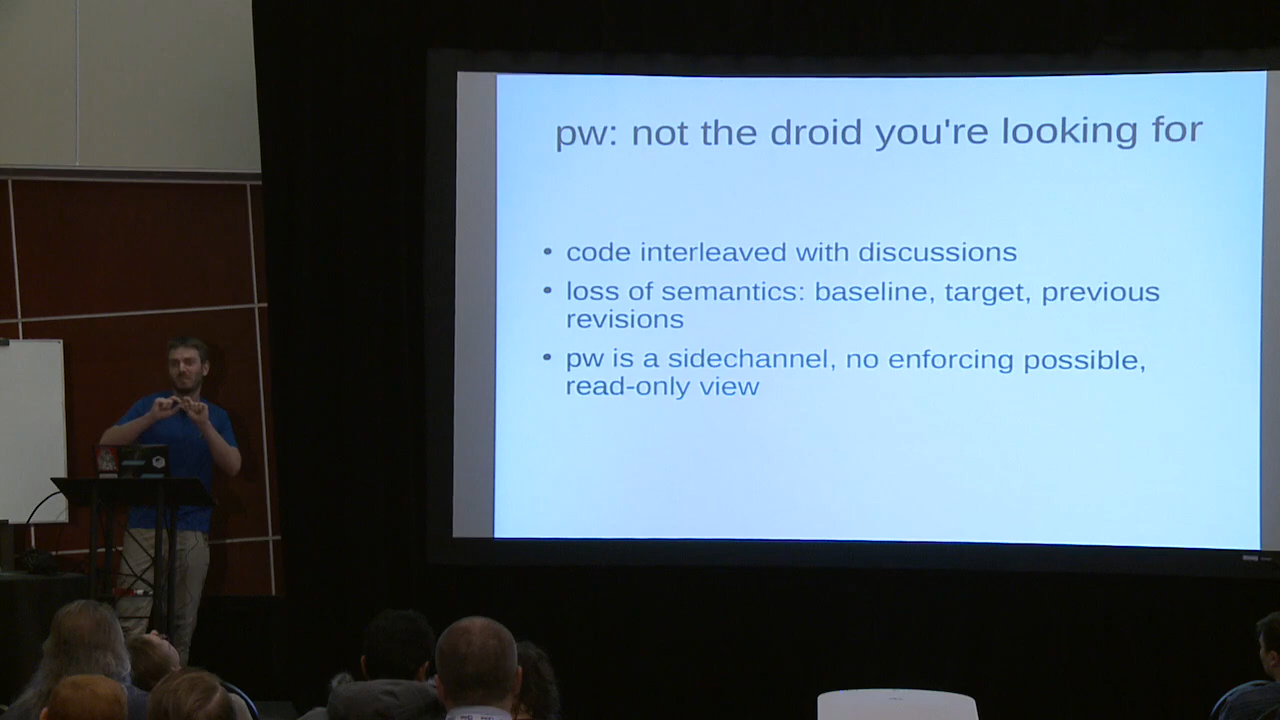 pw: not the droid you're looking for
• code interleaved with discussions
• loss of semantics: baseline, target, previous
revisions
• pw is a sidechannel, no enforcing possible,
read-only view